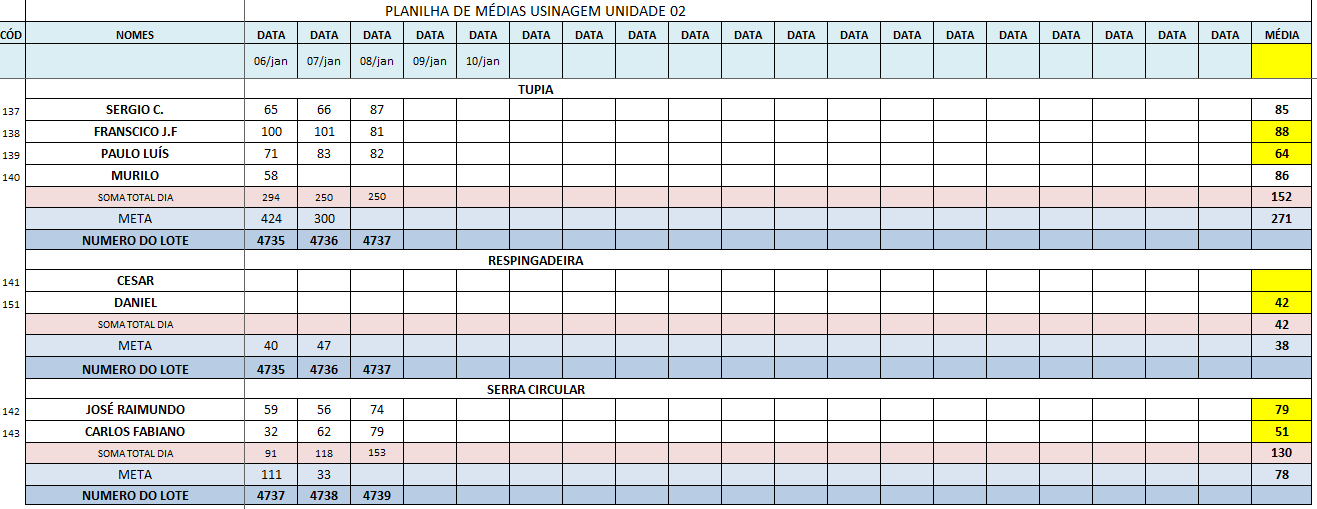 PLANILHA DE MÉDIAS USINAGEM UNIDADE 02
CÓD NOMES DATA DATA DATA DATA DATA DATA DATA DATA DATA DATA DATA DATA DATA DATA DATA DATA DATA DATA DATA MÉDIA
06/jan 07/jan 08/jan 09/jan 10/jan
TUPIA
137 SERGIO C. 65 66 87 85
138 FRANSCICO J.F 100 101 81 88
139 PAULO LUÍS 71 83 82 64
140 MURILO 58 86
SOMA TOTAL DIA 294 250 250 152
META 424 300 271
NUMERO DO LOTE 4735 4736 4737
RESPINGADEIRA
141 CESAR
151 DANIEL 42
SOMA TOTAL DIA 42
META 40 47 38
NUMERO DO LOTE 4735 4736 4737
SERRA CIRCULAR
142 JOSÉ RAIMUNDO 59 56 74 79
143 CARLOS FABIANO 32 62 79 51
SOMA TOTAL DIA 91 118 153 130
META 111 33 78
NUMERO DO LOTE 4737 4738 4739